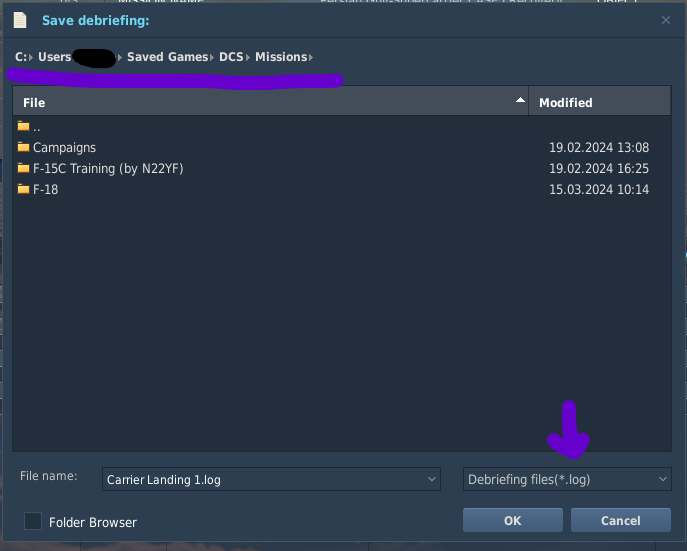 Save debriefing:
C: Users Saved Games DCS Missions
File Modified
..
Campaigns 19.02.2024 13:08
F-15C Training (by N22YF) 19.02.2024 16:25
F-18 15.03.2024 10:14
File name: Carrier Landing 1.log Debriefing files(*.log)
Folder Browser OK Cancel